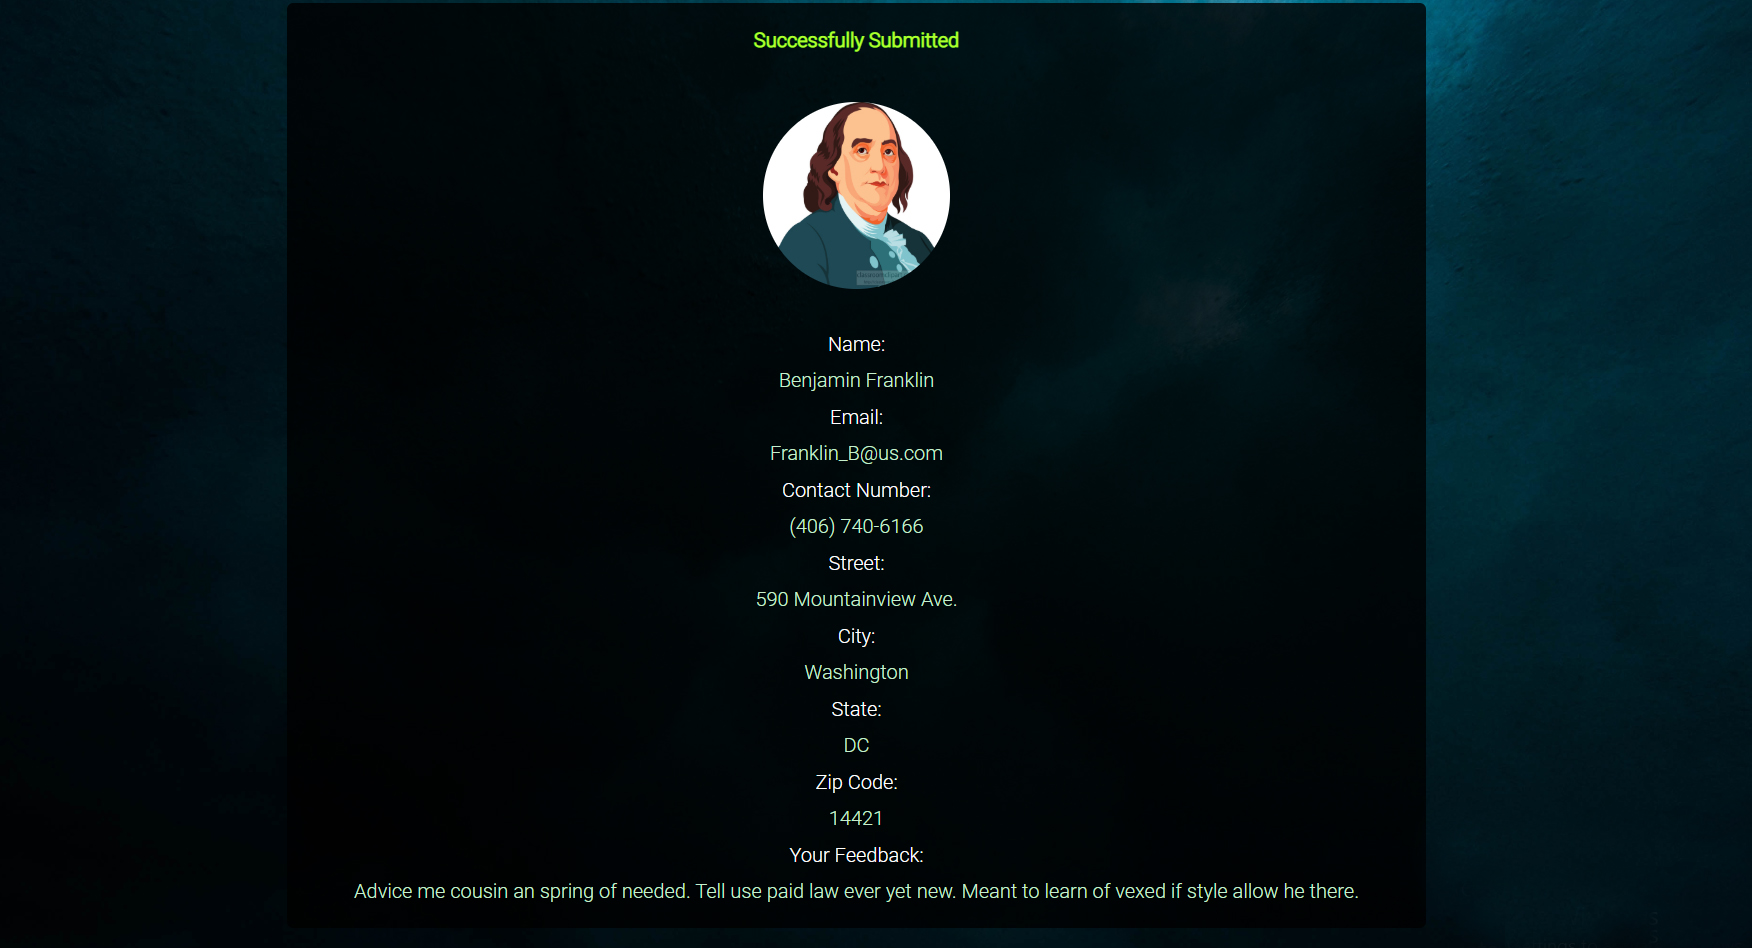 Successfully Submitted
Name:
Benjamin Franklin
Email:
Franklin_B@us.com
Contact Number:
(406) 740-6166
Street:
590 Mountainview Ave.
City:
Washington
State:
DC
Zip Code:
14421
Your Feedback:
Advice me cousin an spring of needed. Tell use paid law ever yet new. Meant to learn of vexed if style allow he there.